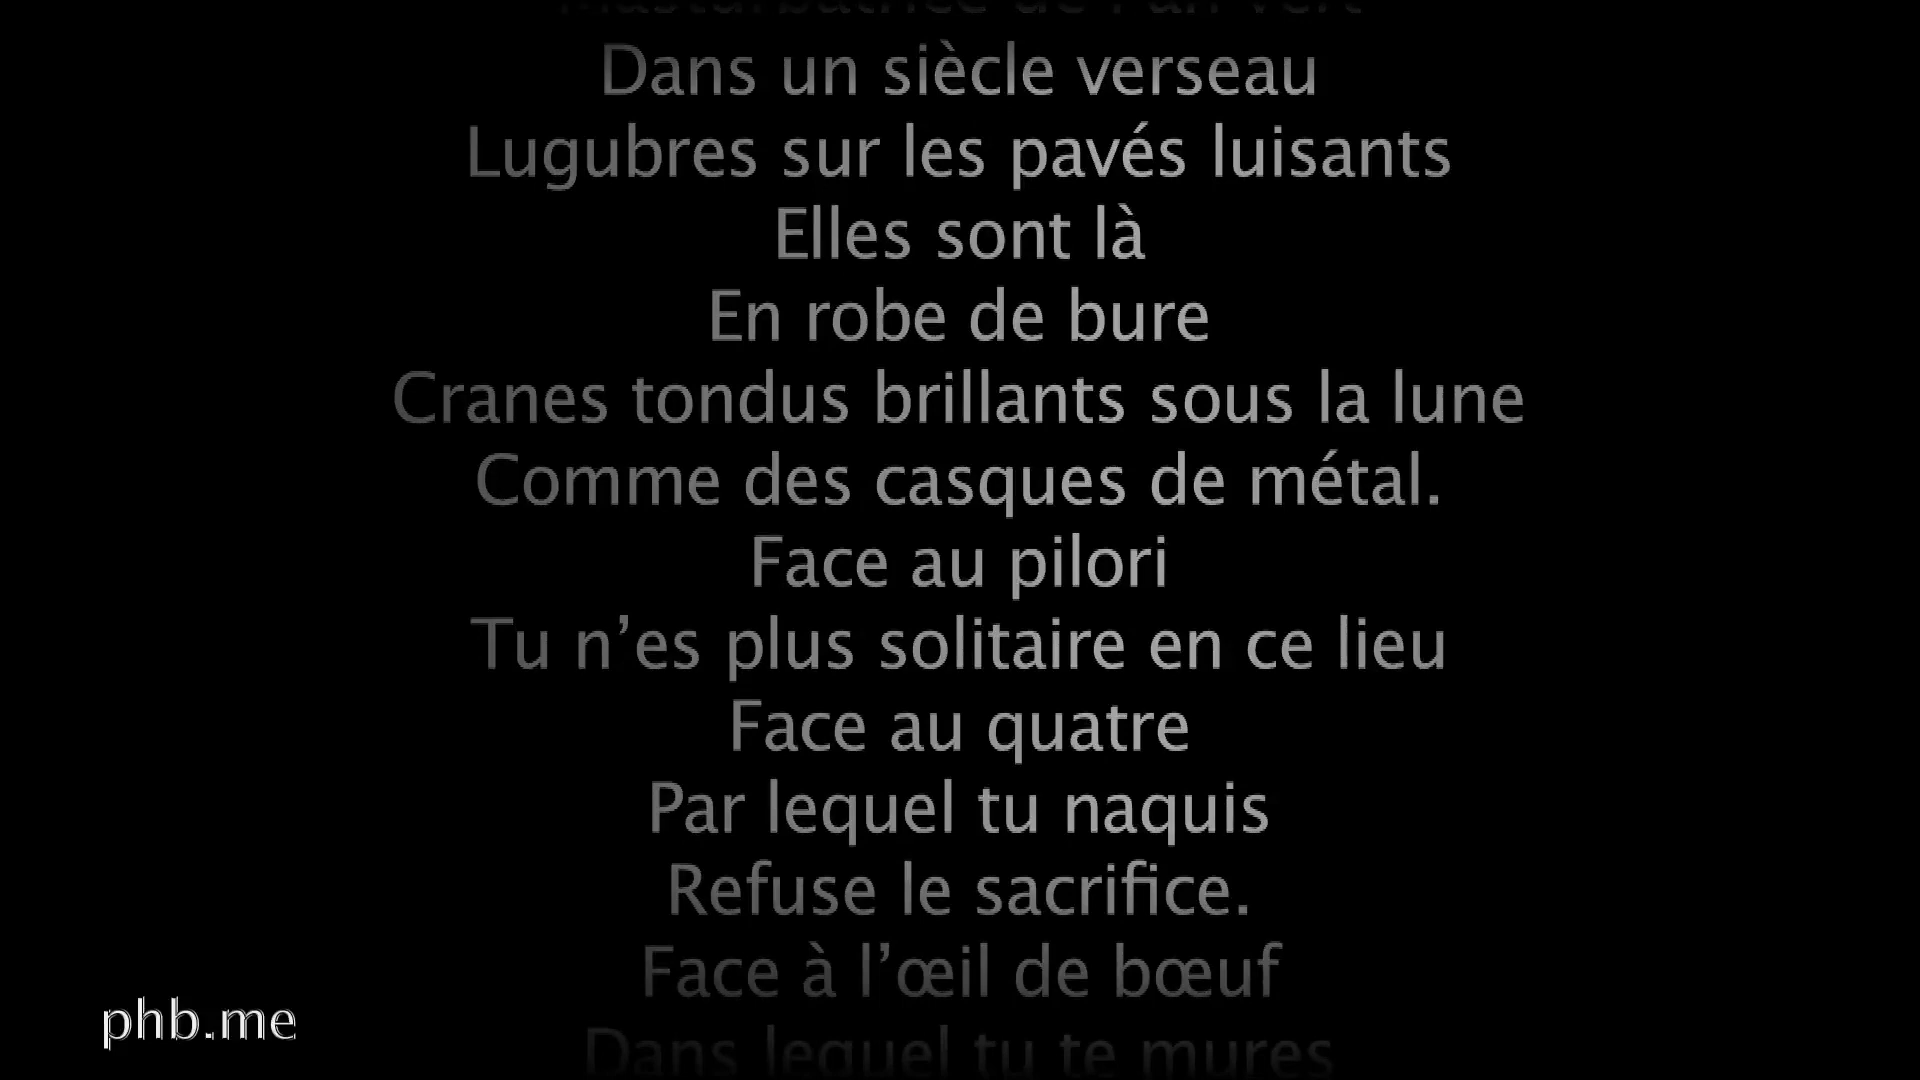 de l'an vert
Dans un siècle verseau
Lugubres sur les pavés luisants
Elles sont là
En robe de bure
Cranes tondus brillants sous la lune
Comme des casques de métal.
Face au pilori
Tu n’es plus solitaire en ce lieu
Face au quatre
Par lequel tu naquis
Refuse le sacrifice.
Face à l’œil de bœuf
Dans lequel tu te mures
phb.me